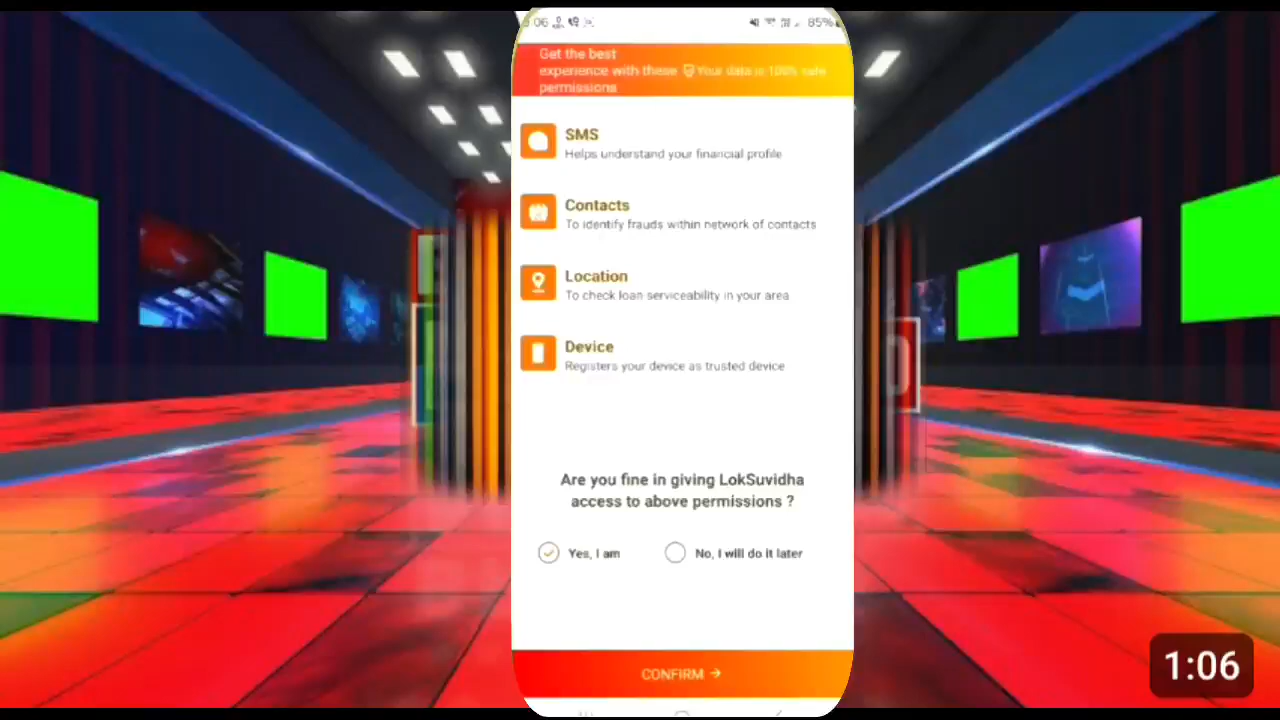 :06
85%
Get the best
experience with these
permissions
Your data is 100% safe
SMS
Helps understand your financial profile
Contacts
To identify frauds within network of contacts
Location
To check loan serviceability in your area
Device
Registers your device as trusted device
Are you fine in giving LokSuvidha
access to above permissions ?
Yes, I am
No, I will do it later
CONFIRM →
1:06